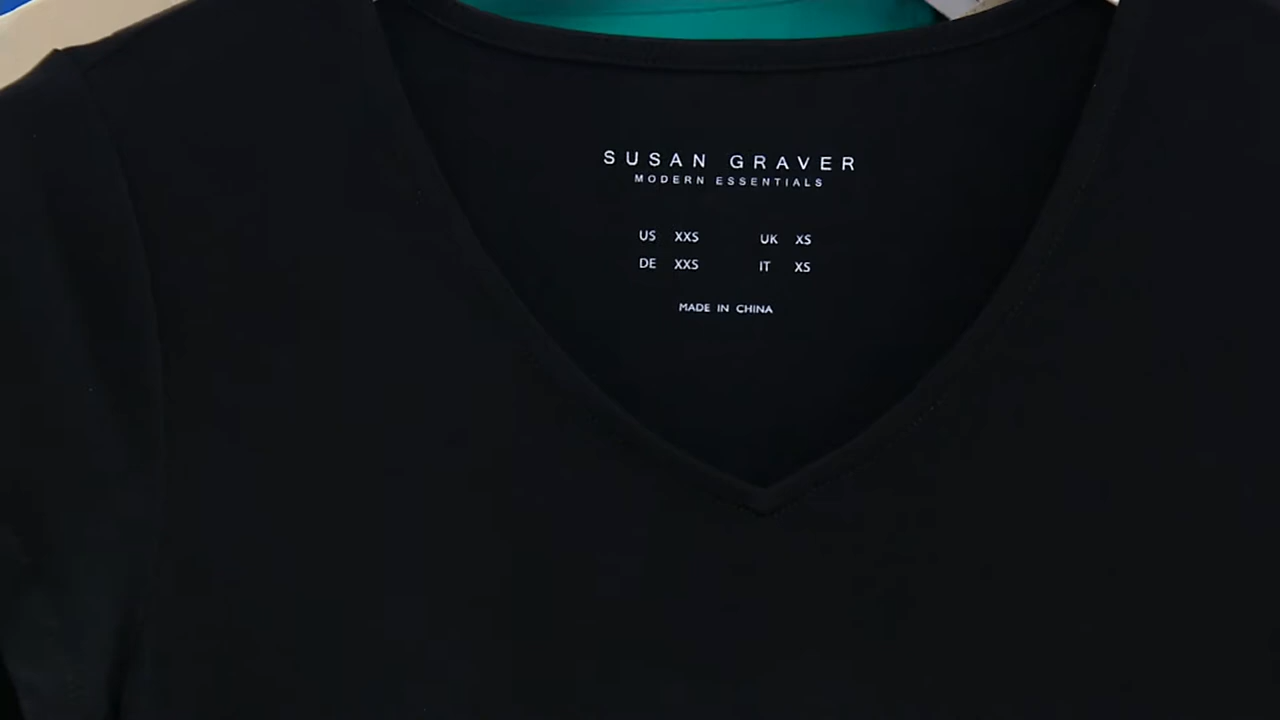 SUSAN GRAVER
MODERN ESSENTIALS
US XXS UK XS
DE XXS IT XS
MADE IN CHINA